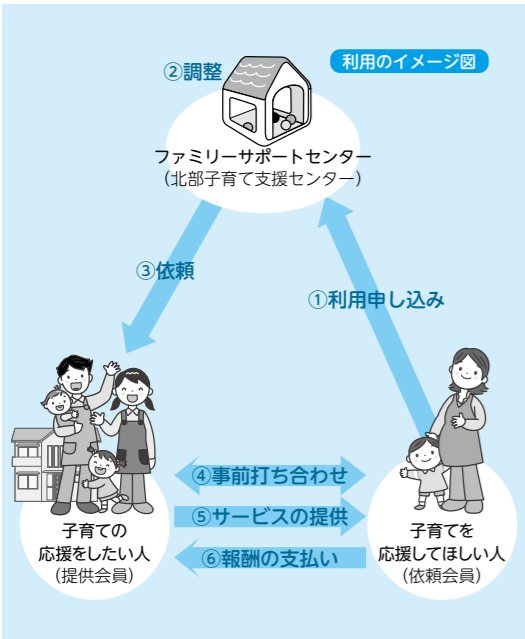 利用のイメージ図
②調整
ファミリーサポートセンター
(北部子育て支援センター)
③依頼
①利用申し込み
④事前打ち合わせ
⑤サービスの提供
⑥報酬の支払い
子育ての
応援をしたい人
(提供会員)
子育てを
応援してほしい人
(依頼会員)